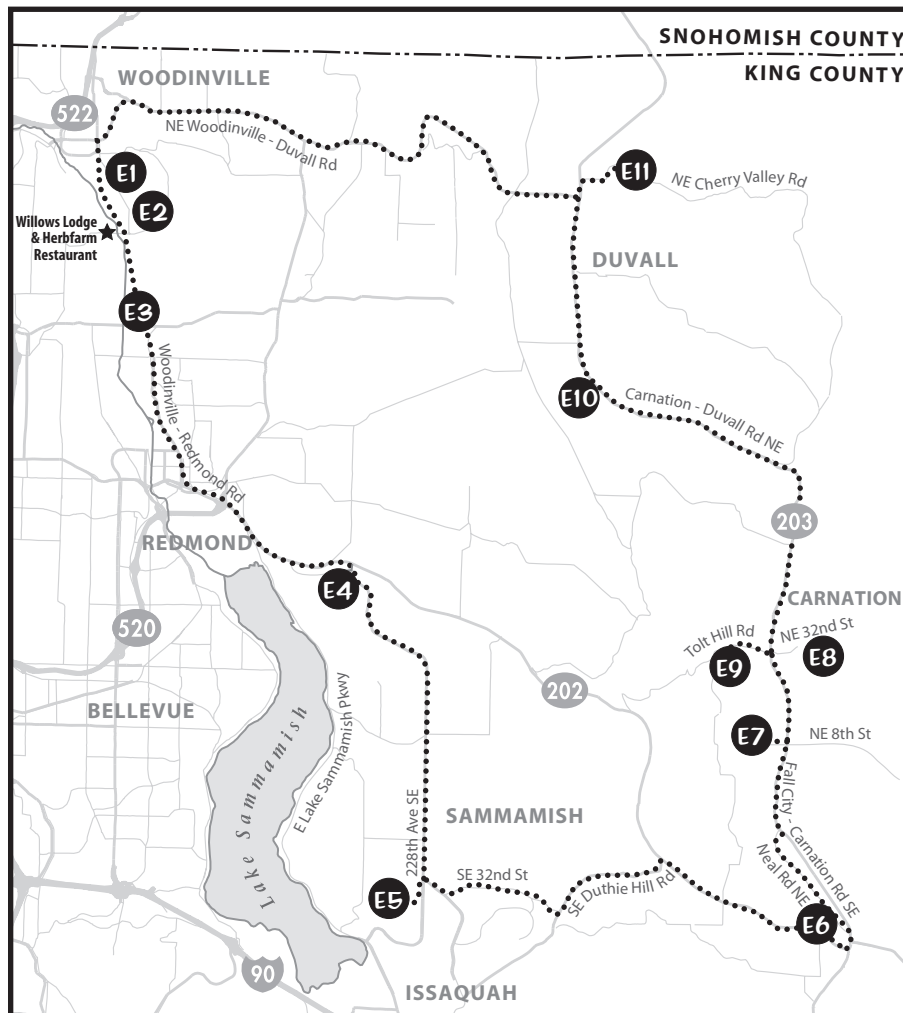 SNOHOMISH COUNTY
KING COUNTY
WOODINVILLE
522
NE Woodinville - Duvall Rd
E1
E11
NE Cherry Valley Rd
E2
Willows Lodge
& Herbfarm
Restaurant
DUVALL
E3
Woodinville - Redmond Rd
E10
Carnation - Duvall Rd NE
203
REDMOND
E4
CARNATION
520
Tolt Hill Rd
NE 32nd St
E9
E8
202
BELLEVUE
E Lake Sammamish Pkwy
Lake Sammamish
E7
NE 8th St
228th Ave SE
SAMMAMISH
Fall City - Carnation Rd SE
Neal Rd NE
SE 32nd St
SE Duthie Hill Rd
E5
E6
90
ISSAQUAH